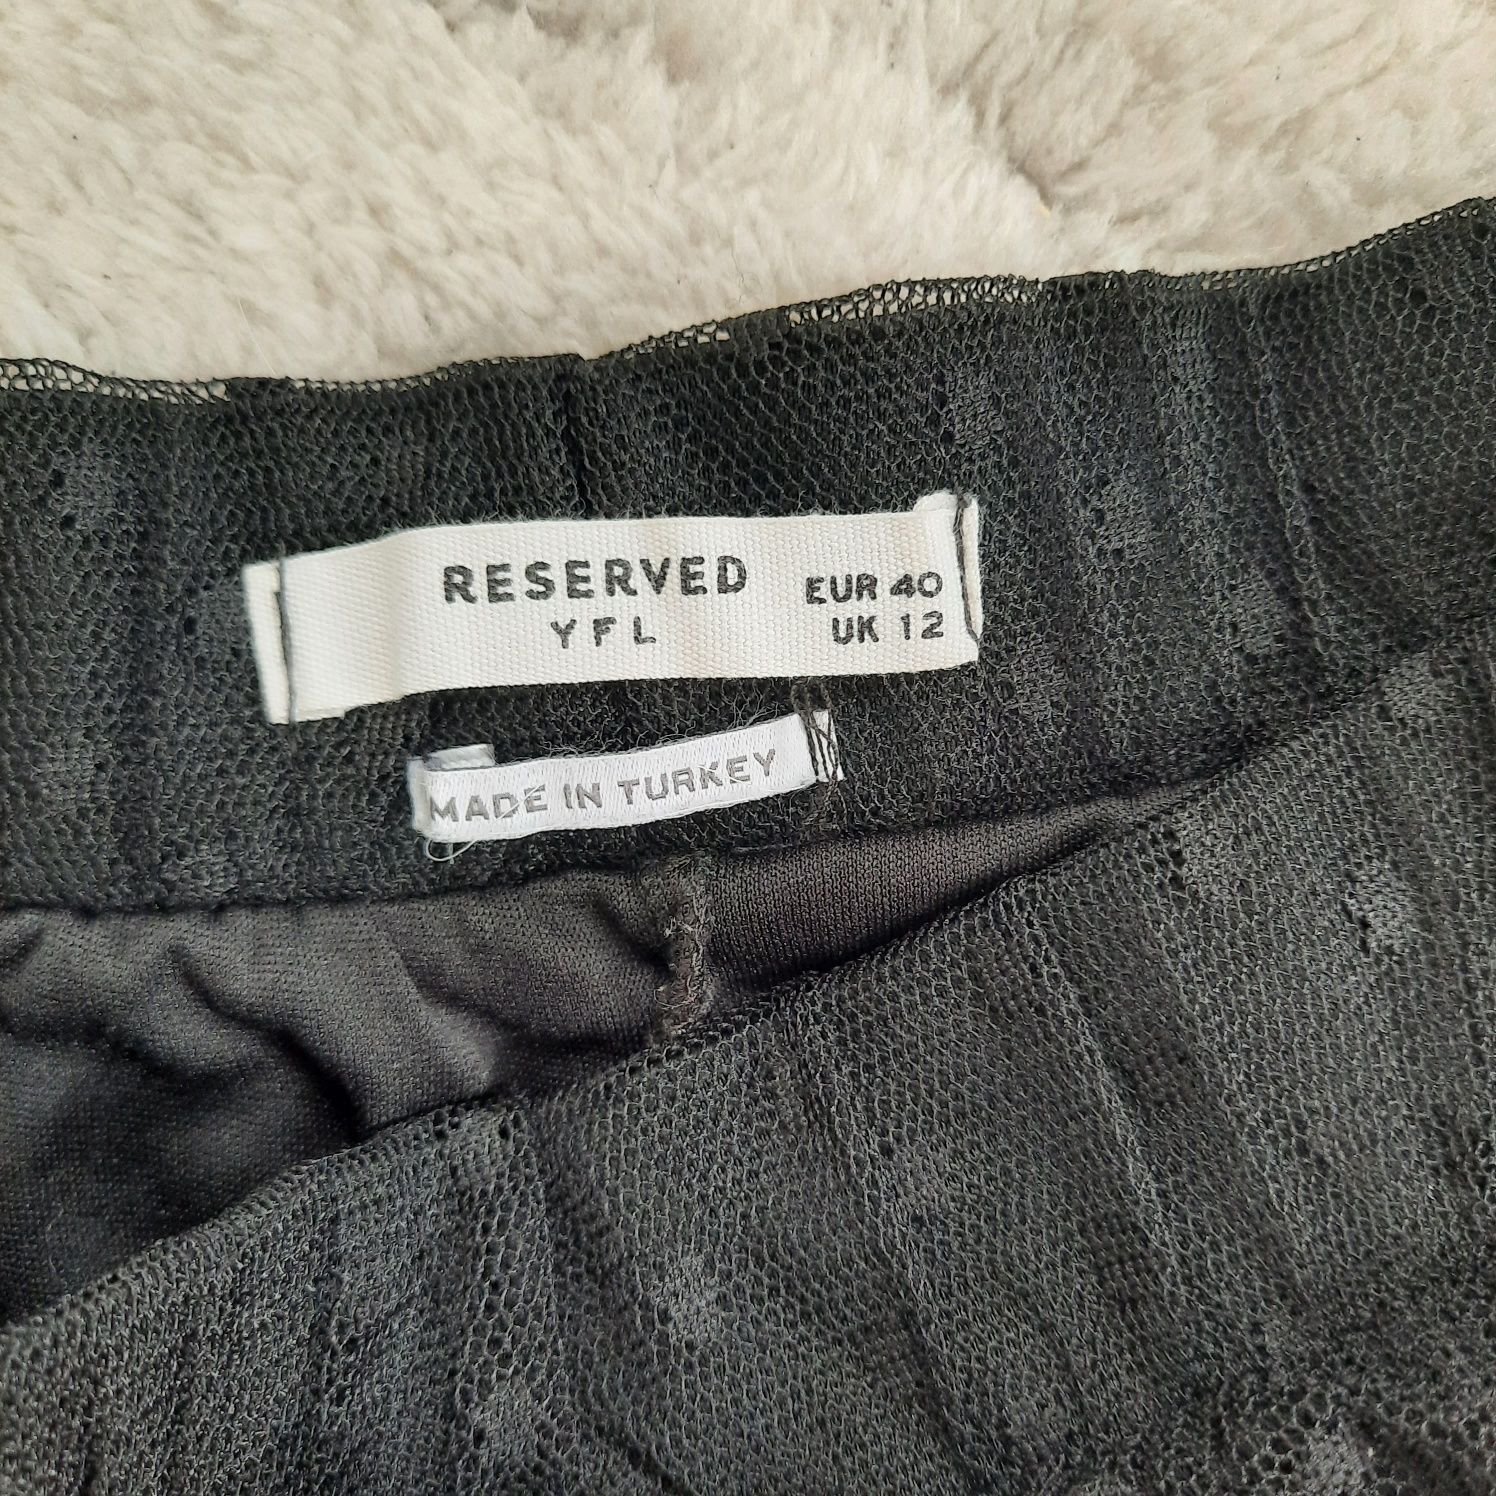 RESERVED
YFL
EUR 40
UK 12
MADE IN TURKEY